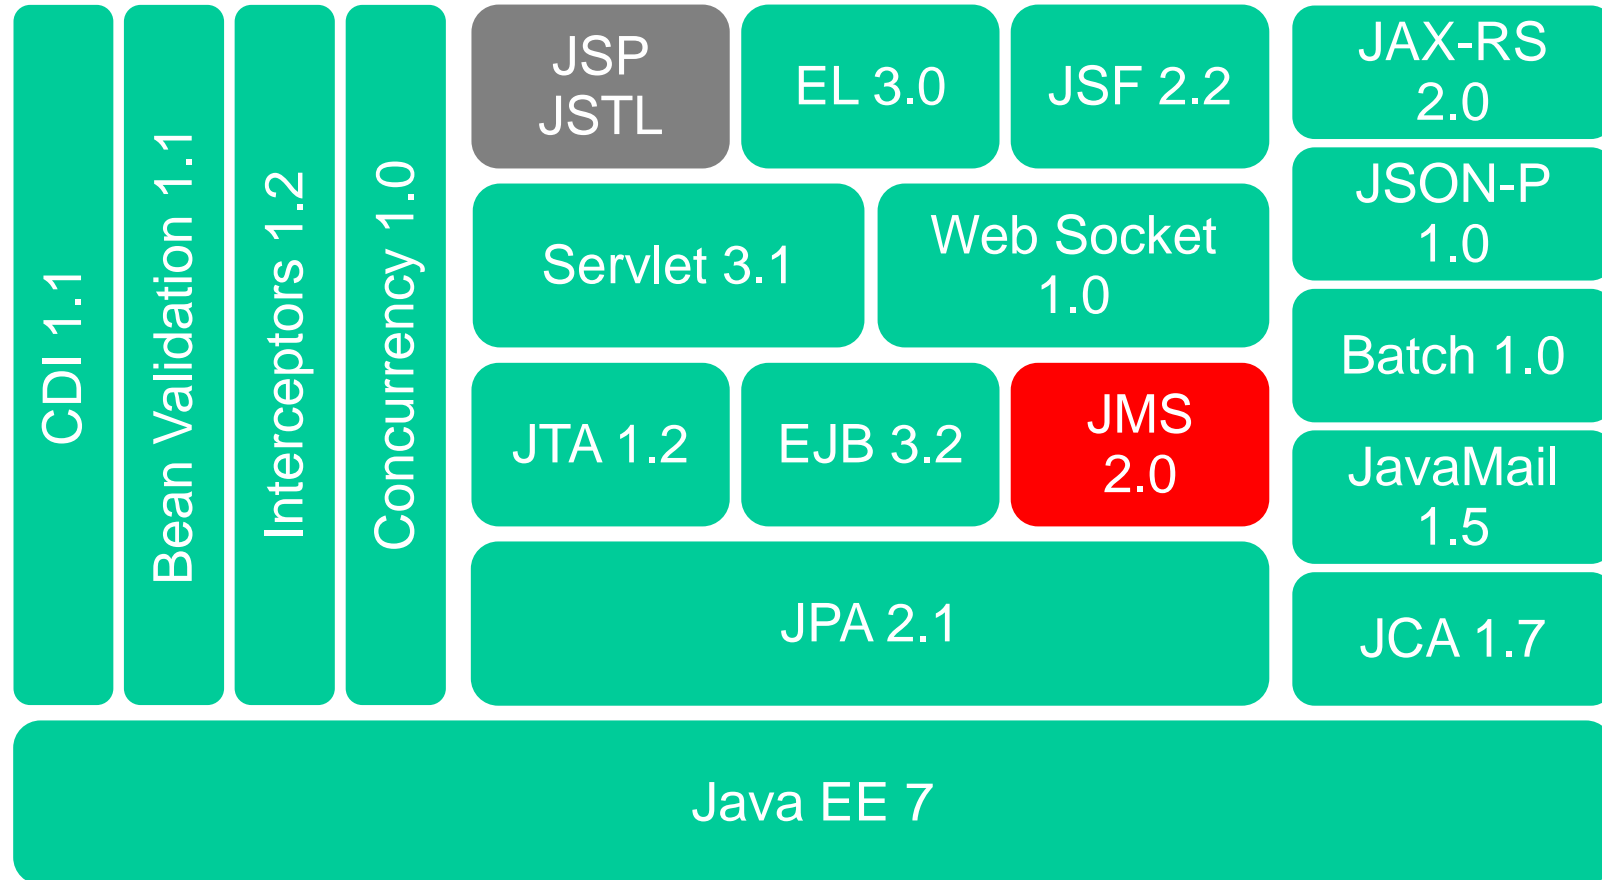 CDI 1.1
Bean Validation 1.1
Interceptors 1.2
Concurrency 1.0
JSP
JSTL
EL 3.0
JSF 2.2
Servlet 3.1
Web Socket
1.0
JTA 1.2
EJB 3.2
JMS
2.0
JPA 2.1
JAX-RS
2.0
JSON-P
1.0
Batch 1.0
JavaMail
1.5
JCA 1.7
Java EE 7